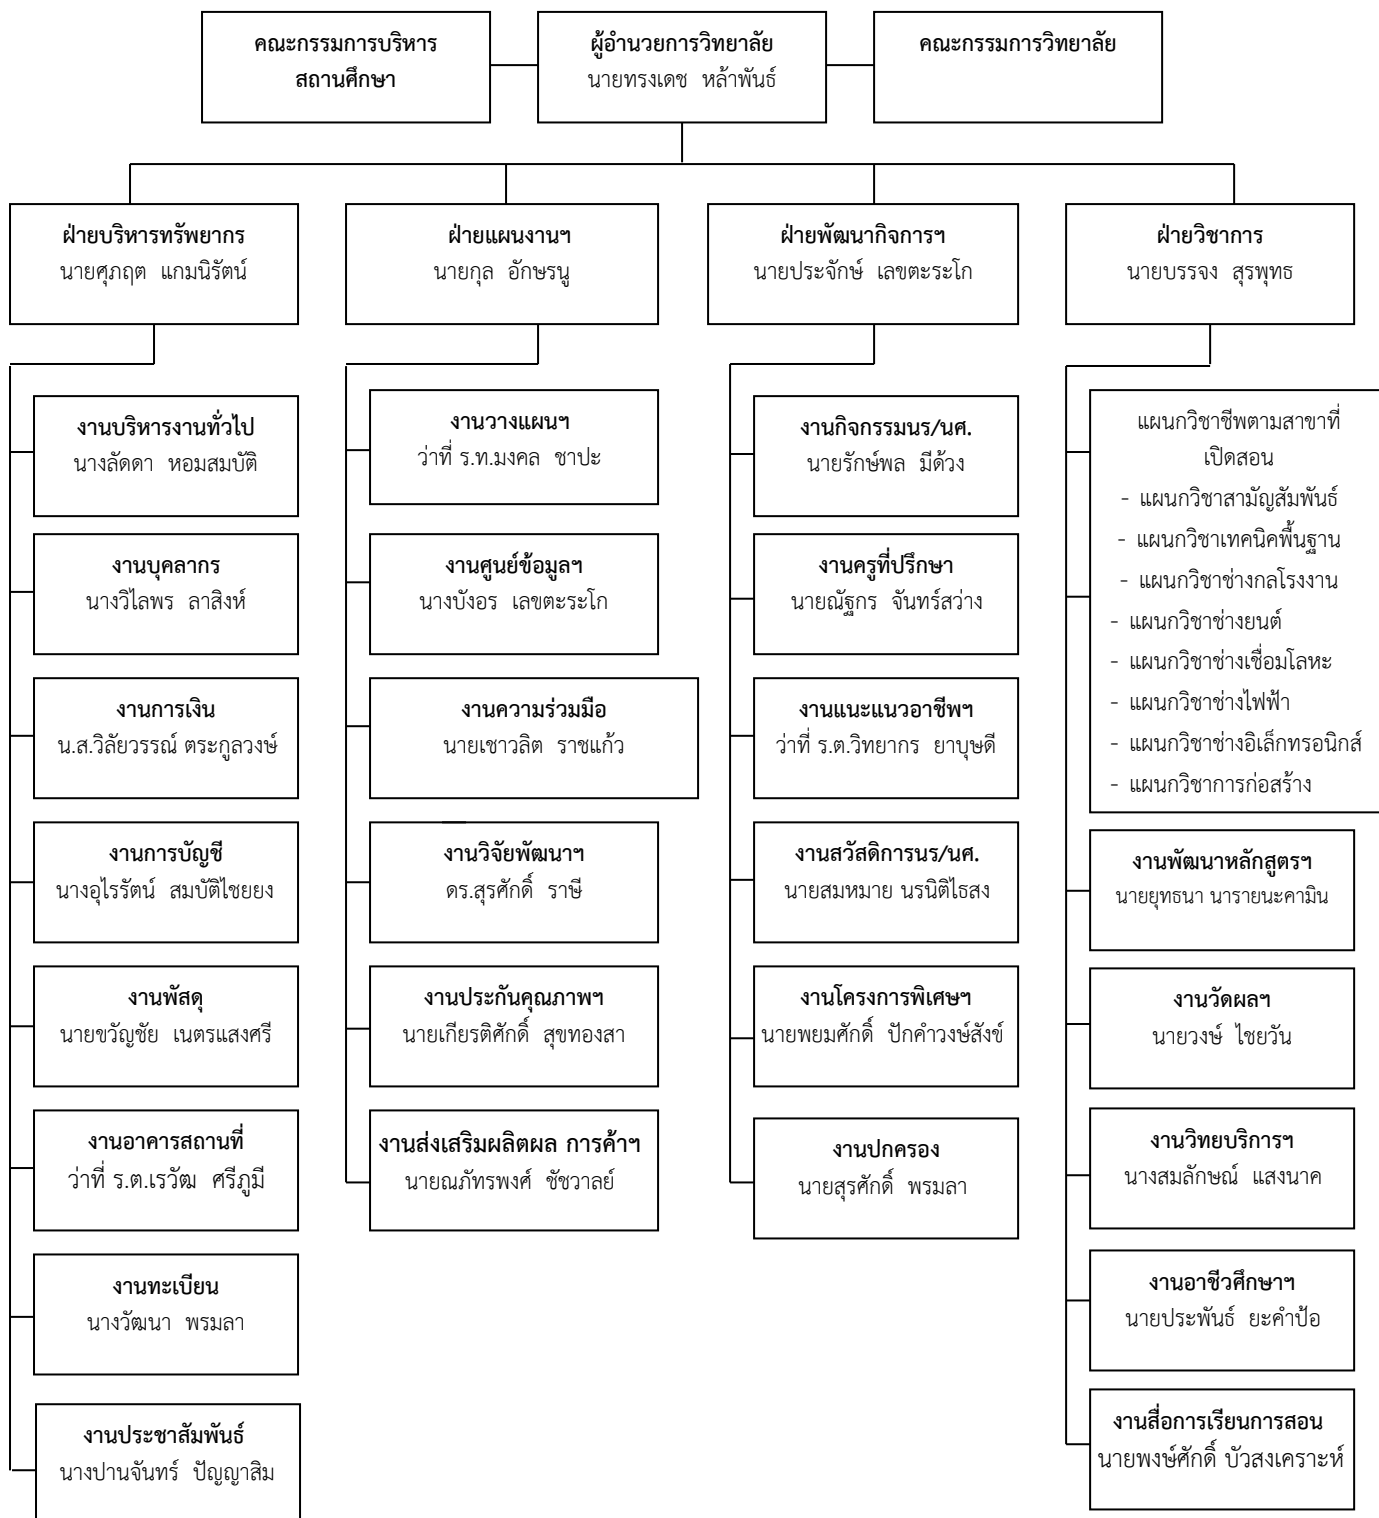 คณะกรรมการบริหาร
สถานศึกษา
ผู้อำนวยการวิทยาลัย
นายทรงเดช หล้าพันธ์
คณะกรรมการวิทยาลัย
ฝ่ายบริหารทรัพยากร
นายศุภฤต แกมนิรัตน์
ฝ่ายแผนงานฯ
นายกุล อักษรนู
ฝ่ายพัฒนากิจการฯ
นายประจักษ์ เลขตะระโก
ฝ่ายวิชาการ
นายบรรจง สุรพุทธ
งานบริหารงานทั่วไป
นางลัดดา หอมสมบัติ
งานบุคลากร
นางวิไลพร ลาสิงห์
งานการเงิน
น.ส.วิลัยวรรณ์ ตระกูลวงษ์
งานการบัญชี
นางอุไรรัตน์ สมบัติไชยยง
งานพัสดุ
นายขวัญชัย เนตรแสงศรี
งานอาคารสถานที่
ว่าที่ ร.ต.เรวัฒ ศรีภูมี
งานทะเบียน
นางวัฒนา พรมลา
งานประชาสัมพันธ์
นางปานจันทร์ ปัญญาสิม
งานวางแผนฯ
ว่าที่ ร.ท.มงคล ชาปะ
งานศูนย์ข้อมูลฯ
นางบังอร เลขตะระโก
งานความร่วมมือ
นายเชาวลิต ราชแก้ว
งานวิจัยพัฒนาฯ
ดร.สุรศักดิ์ ราษี
งานประกันคุณภาพฯ
นายเกียรติศักดิ์ สุขทองสา
งานส่งเสริมผลิตผล การค้าฯ
นายณภัทรพงศ์ ชัชวาลย์
งานกิจกรรมนร/นศ.
นายรักษ์พล มีด้วง
งานครูที่ปรึกษา
นายณัฐกร จันทร์สว่าง
งานแนะแนวอาชีพฯ
ว่าที่ ร.ต.วิทยากร ยาบุษดี
งานสวัสดิการนร/นศ.
นายสมหมาย นรนิติไธสง
งานโครงการพิเศษฯ
นายพยมศักดิ์ ปักคำวงษ์สังข์
งานปกครอง
นายสุรศักดิ์ พรมลา
แผนกวิชาชีพตามสาขาที่
เปิดสอน
- แผนกวิชาสามัญสัมพันธ์
- แผนกวิชาเทคนิคพื้นฐาน
- แผนกวิชาช่างกลโรงงาน
- แผนกวิชาช่างยนต์
- แผนกวิชาช่างเชื่อมโลหะ
- แผนกวิชาช่างไฟฟ้า
- แผนกวิชาช่างอิเล็กทรอนิกส์
- แผนกวิชาการก่อสร้าง
งานพัฒนาหลักสูตรฯ
นายยุทธนา นารายนะคามิน
งานวัดผลฯ
นายวงษ์ ไชยวัน
งานวิทยบริการฯ
นางสมลักษณ์ แสงนาค
งานอาชีวศึกษาฯ
นายประพันธ์ ยะคำป้อ
งานสื่อการเรียนการสอน
นายพงษ์ศักดิ์ บัวสงเคราะห์